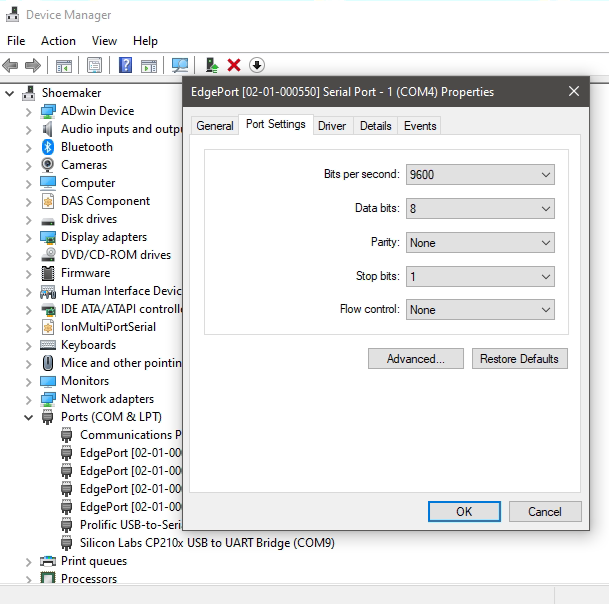 Device Manager
File Action View Help
Shoemaker
ADwin Device
Audio inputs and outpu
Bluetooth
Cameras
Computer
DAS Component
Disk drives
Display adapters
DVD/CD-ROM drives
Firmware
Human Interface Devic
IDE ATA/ATAPI controlle
IonMultiPortSerial
Keyboards
Mice and other pointin
Monitors
Network adapters
Ports (COM & LPT)
Communications P
EdgePort [02-01-000
EdgePort [02-01-000
EdgePort [02-01-000
EdgePort [02-01-000
Prolific USB-to-Seria
Silicon Labs CP210x USB to UART Bridge (COM9)
Print queues
Processors
EdgePort [02-01-000550] Serial Port - 1 (COM4) Properties
General Port Settings Driver Details Events
Bits per second: 9600
Data bits: 8
Parity: None
Stop bits: 1
Flow control: None
Advanced... Restore Defaults
OK Cancel